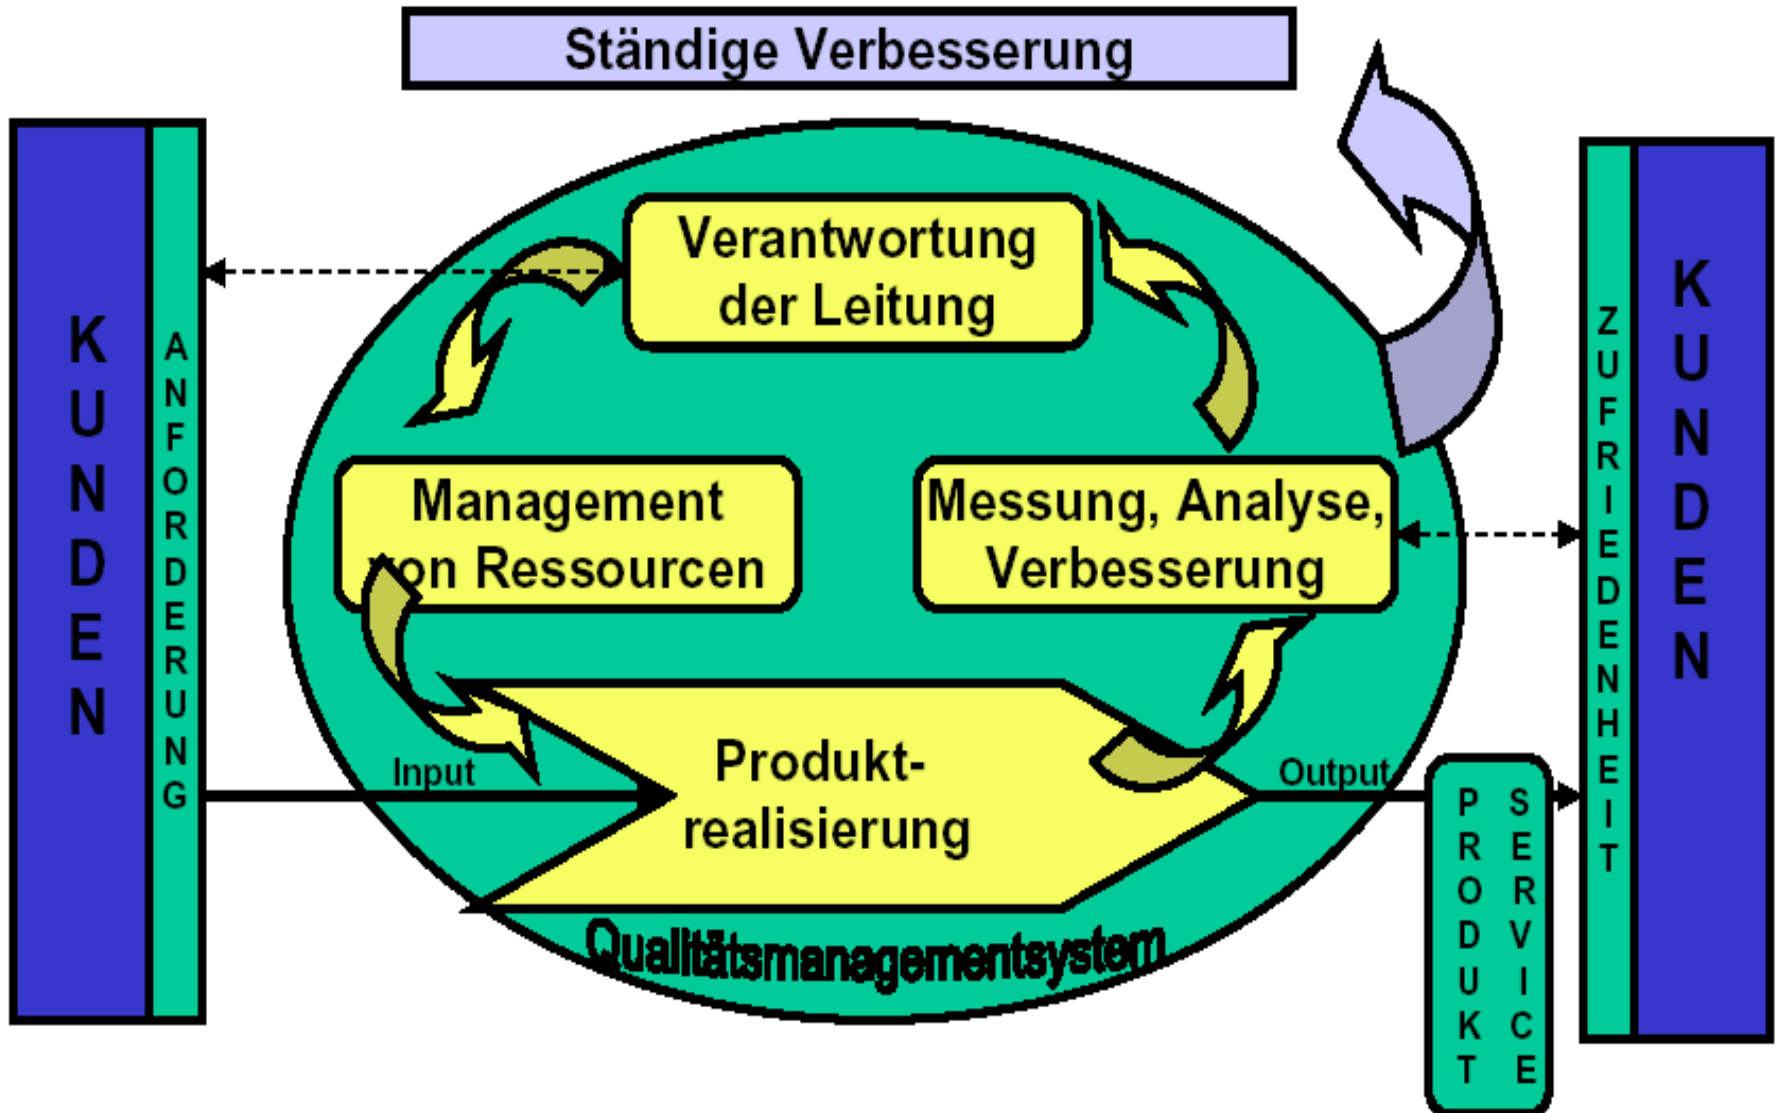 Ständige Verbesserung
KUNDEN
ANFORDERUNG
Verantwortung
der Leitung
Management
von Ressourcen
Messung, Analyse,
Verbesserung
Input
Produkt-
realisierung
Output
Qualitätsmanagementsystem
PRODUKT
SERVICE
ZUFRIEDENHEIT
KUNDEN